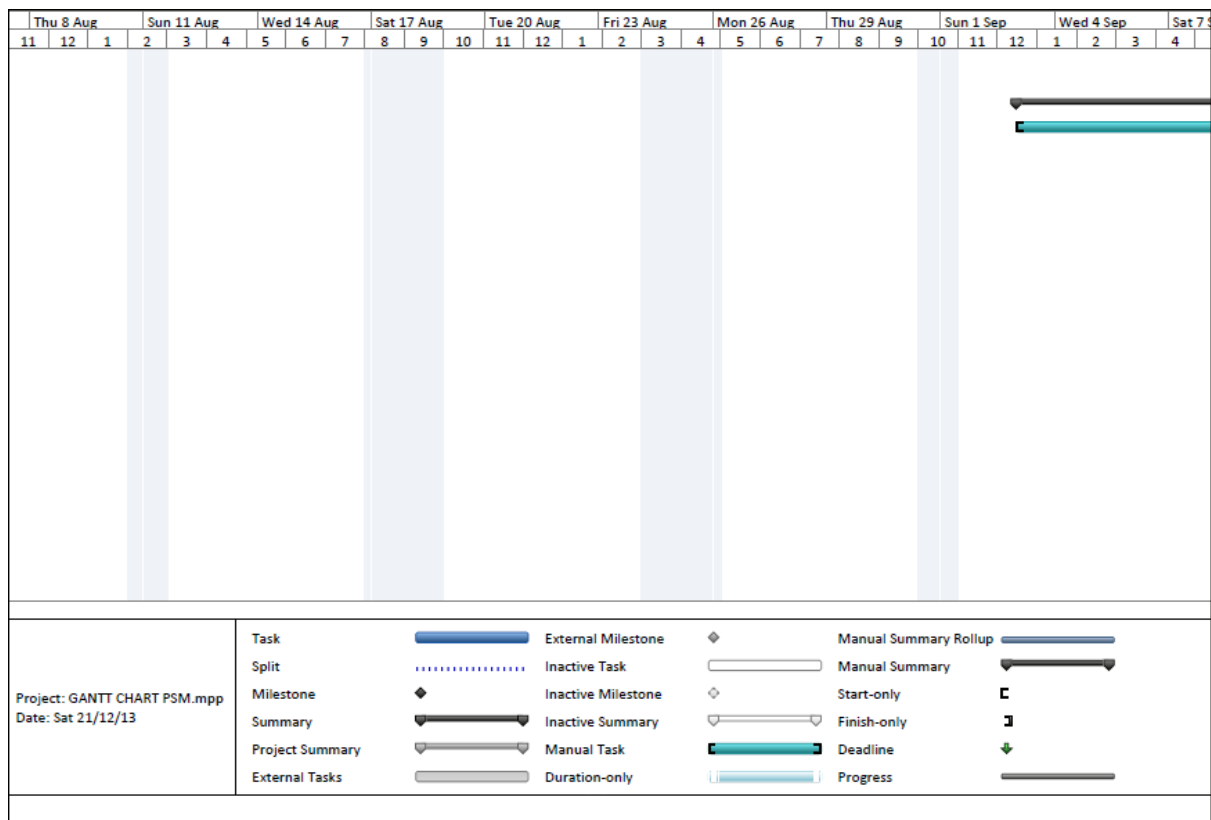 Thu 8 Aug Sun 11 Aug Wed 14 Aug Sat 17 Aug Tue 20 Aug Fri 23 Aug Mon 26 Aug Thu 29 Aug Sun 1 Sep Wed 4 Sep Sat 7 S
11 12 1 2 3 4 5 6 7 8 9 10 11 12 1 2 3 4 5 6 7 8 9 10 11 12 1 2 3 4
Project: GANTT CHART PSM.mpp
Date: Sat 21/12/13
Task
Split
Milestone
Summary
Project Summary
External Tasks
External Milestone
Inactive Task
Inactive Milestone
Inactive Summary
Manual Task
Duration-only
Manual Summary Rollup
Manual Summary
Start-only
Finish-only
Deadline
Progress